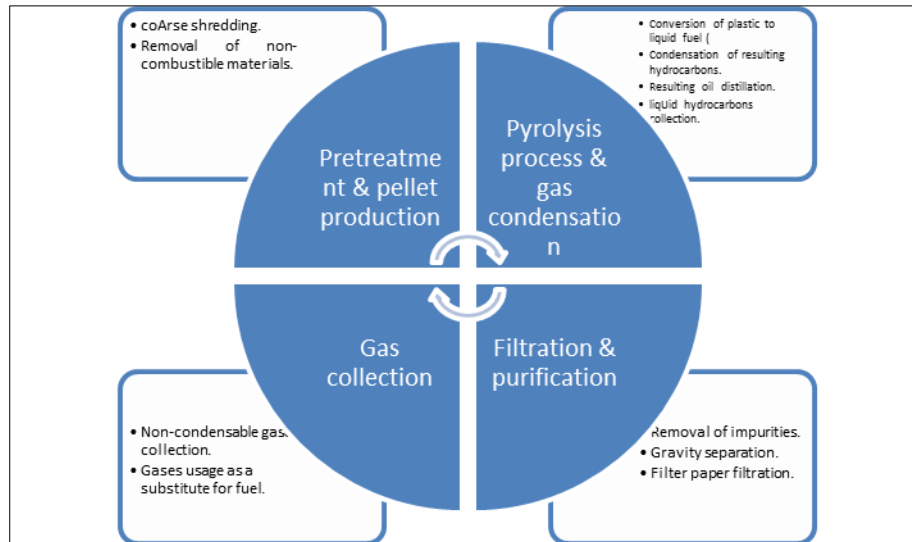 • coArse shredding.
• Removal of non-
combustible materials.
• Conversion of plastic to
liquid fuel (
• Condensation of resulting
hydrocarbons.
• Resulting oil distillation.
• liqUid hydrocarbons
ollection.
Pretreatme
nt & pellet
production
Pyrolysis
process &
gas
condensatio
n
Gas
collection
Filtration &
purification
• Non-condensable gas
collection.
• Gases usage as a
substitute for fuel.
Removal of impurities.
• Gravity separation.
• Filter paper filtration.